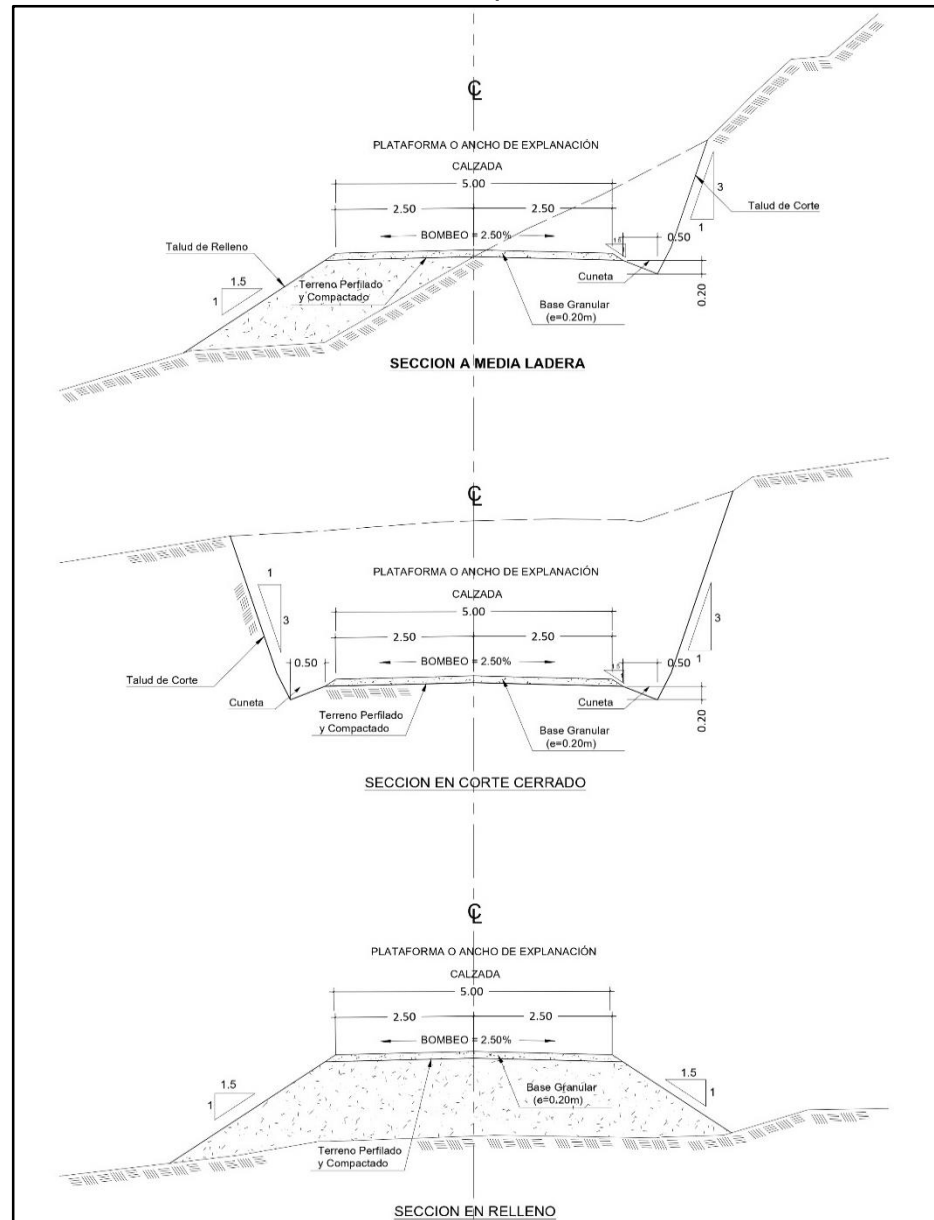 ℄
PLATAFORMA O ANCHO DE EXPLANACIÓN
CALZADA
5.00
2.50 2.50
BOMBEO = 2.50%
Talud de Relleno
1.5
1
Terreno Perfilado
y Compactado
Base Granular
(e=0.20m)
1.5
0.50
Cuneta
0.20
3
1
Talud de Corte
SECCION A MEDIA LADERA
℄
PLATAFORMA O ANCHO DE EXPLANACIÓN
CALZADA
5.00
2.50 2.50
BOMBEO = 2.50%
1
3
Talud de Corte
0.50
Cuneta
Terreno Perfilado
y Compactado
Base Granular
(e=0.20m)
1.5
0.50
Cuneta
0.20
3
1
SECCION EN CORTE CERRADO
℄
PLATAFORMA O ANCHO DE EXPLANACIÓN
CALZADA
5.00
2.50 2.50
BOMBEO = 2.50%
1.5
1
1.5
1
Base Granular
(e=0.20m)
Terreno Perfilado
y Compactado
SECCION EN RELLENO